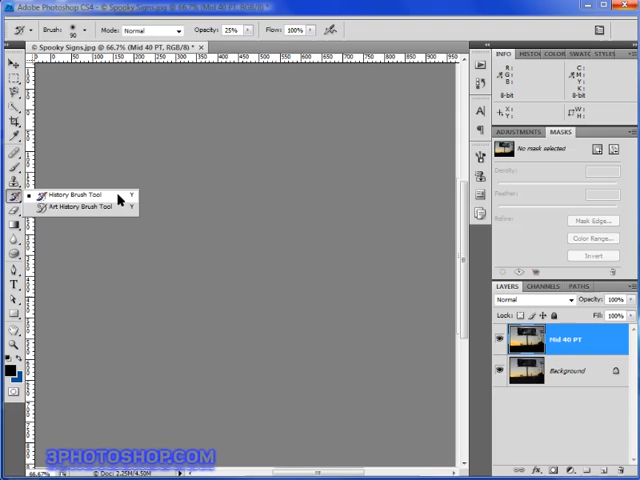 Adobe Photoshop CS4 - [© Spooky Signs.jpg @ 66.7% (Mid 40 PT, RGB/8) *]
Brush: 90 Mode: Normal Opacity: 25% Flow: 100%
© Spooky Signs.jpg @ 66.7% (Mid 40 PT, RGB/8) *
INFO HISTO COLOR SWATC STYLES
R: G: B: C: M: Y: K:
8-bit 8-bit
X: Y: W: H:
ADJUSTMENTS MASKS
No mask selected
Density:
Feather:
Refine: Mask Edge...
Color Range...
Invert
History Brush Tool Y
Art History Brush Tool Y
LAYERS CHANNELS PATHS
Normal Opacity: 100%
Lock: Fill: 100%
Mid 40 PT
Background
3PHOTOSHOP.COM
66.67% Doc: 2.25M/4.50M